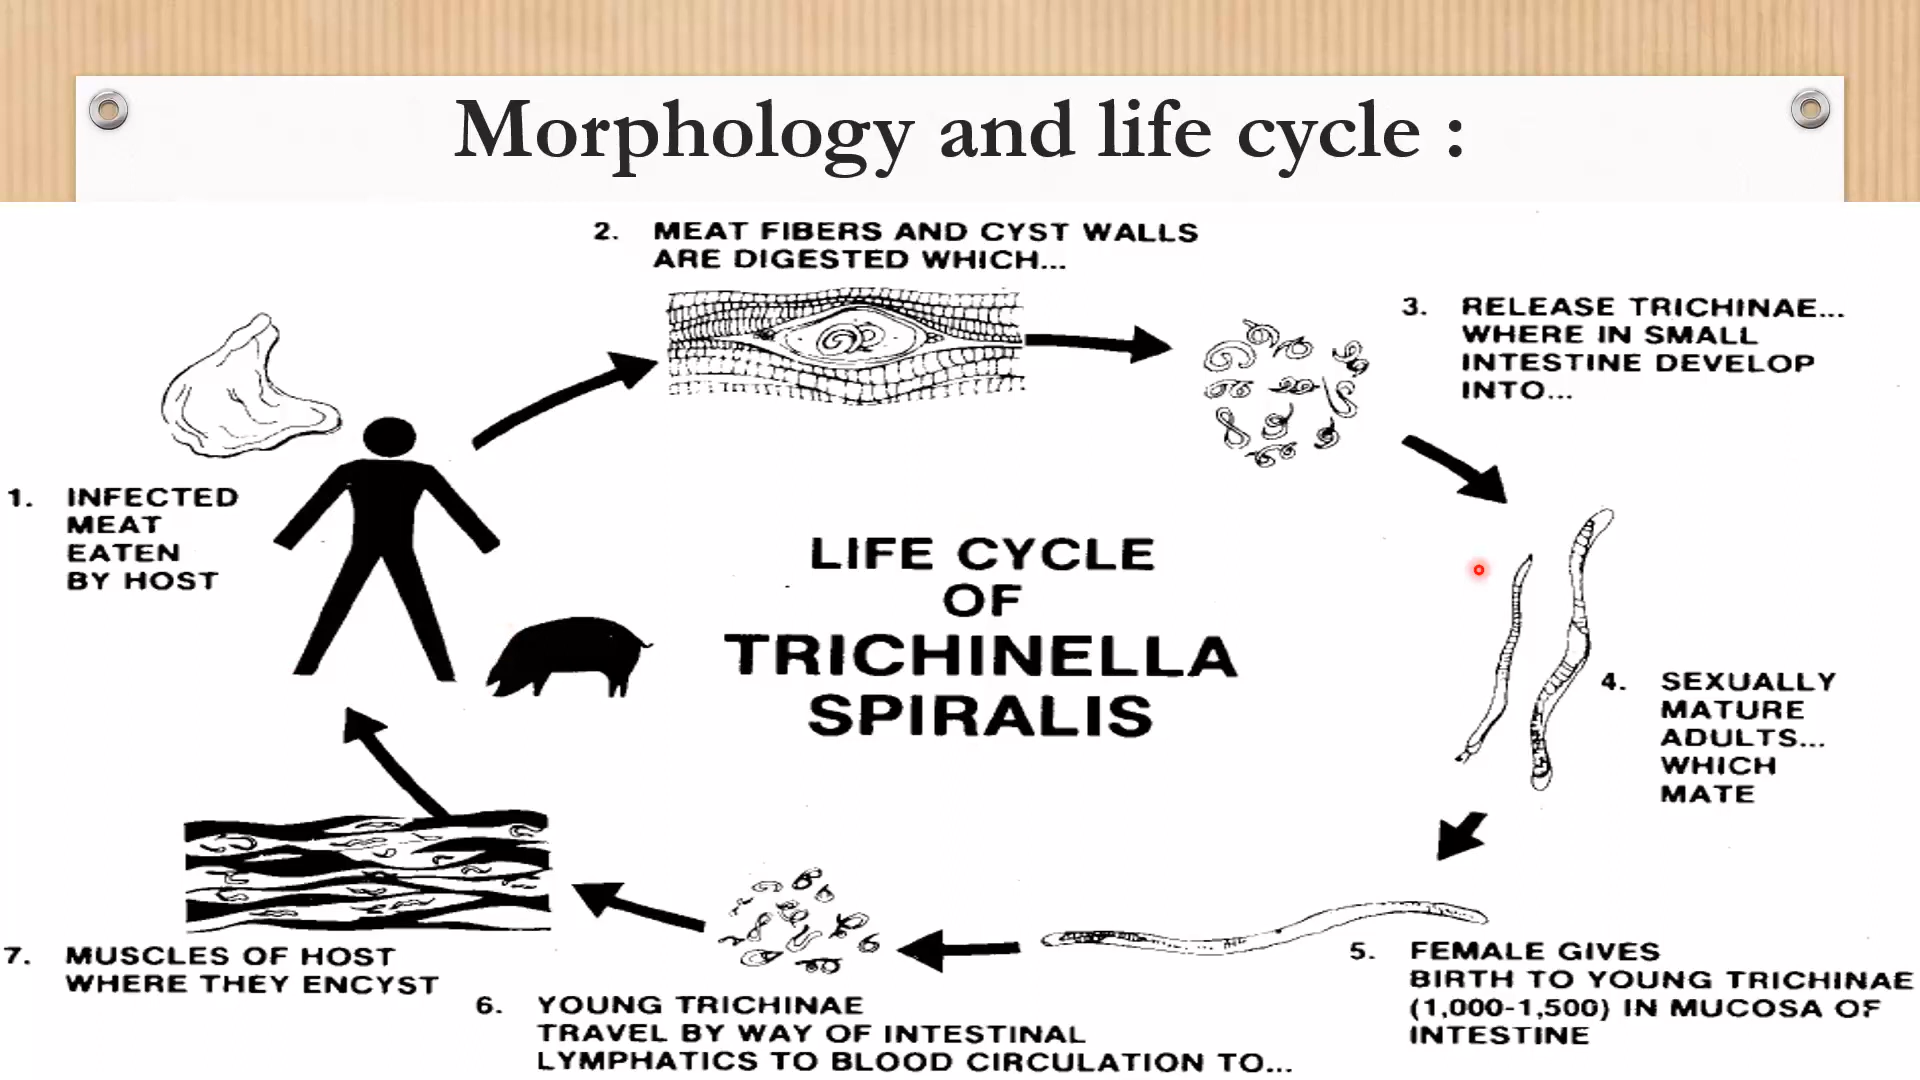 Morphology and life cycle :
2. MEAT FIBERS AND CYST WALLS
ARE DIGESTED WHICH...
3. RELEASE TRICHINAE...
WHERE IN SMALL
INTESTINE DEVELOP
INTO...
1. INFECTED
MEAT
EATEN
BY HOST
LIFE CYCLE
OF
TRICHINELLA
SPIRALIS
4. SEXUALLY
MATURE
ADULTS...
WHICH
MATE
5. FEMALE GIVES
BIRTH TO YOUNG TRICHINAE
(1,000-1,500) IN MUCOSA OF
INTESTINE
7. MUSCLES OF HOST
WHERE THEY ENCYST
6. YOUNG TRICHINAE
TRAVEL BY WAY OF INTESTINAL
LYMPHATICS TO BLOOD CIRCULATION TO...